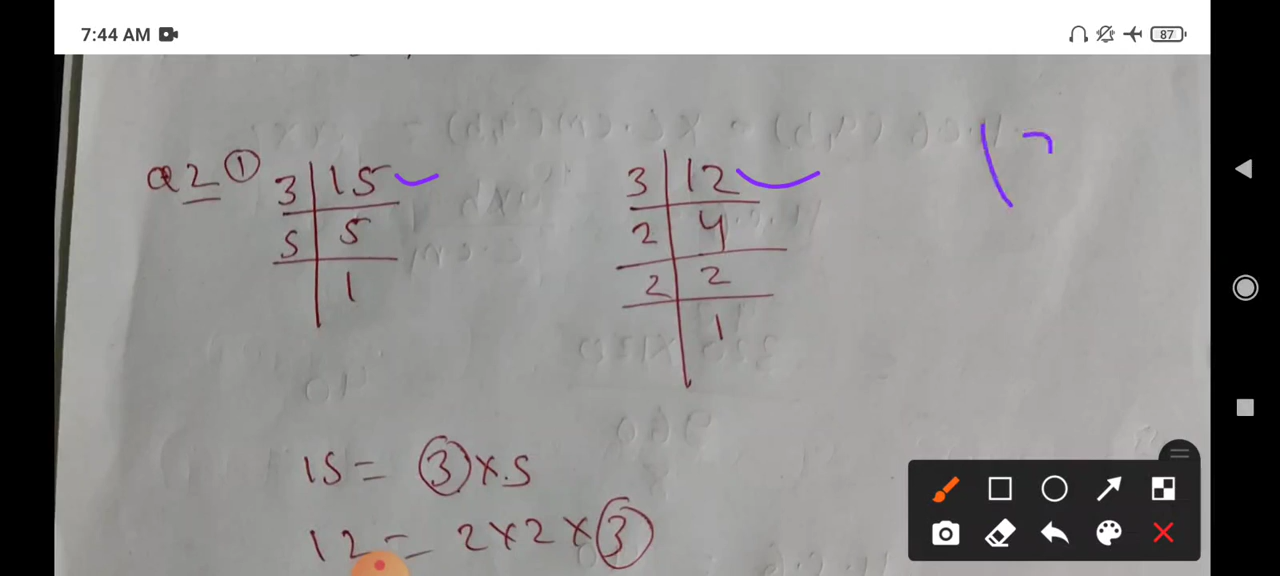 7:44 AM
87
Q2 ① 3 | 15
5 | 5
1
3 | 12
2 | 4
2 | 2
1
15 = 3 × 5
12 = 2 × 2 × 3